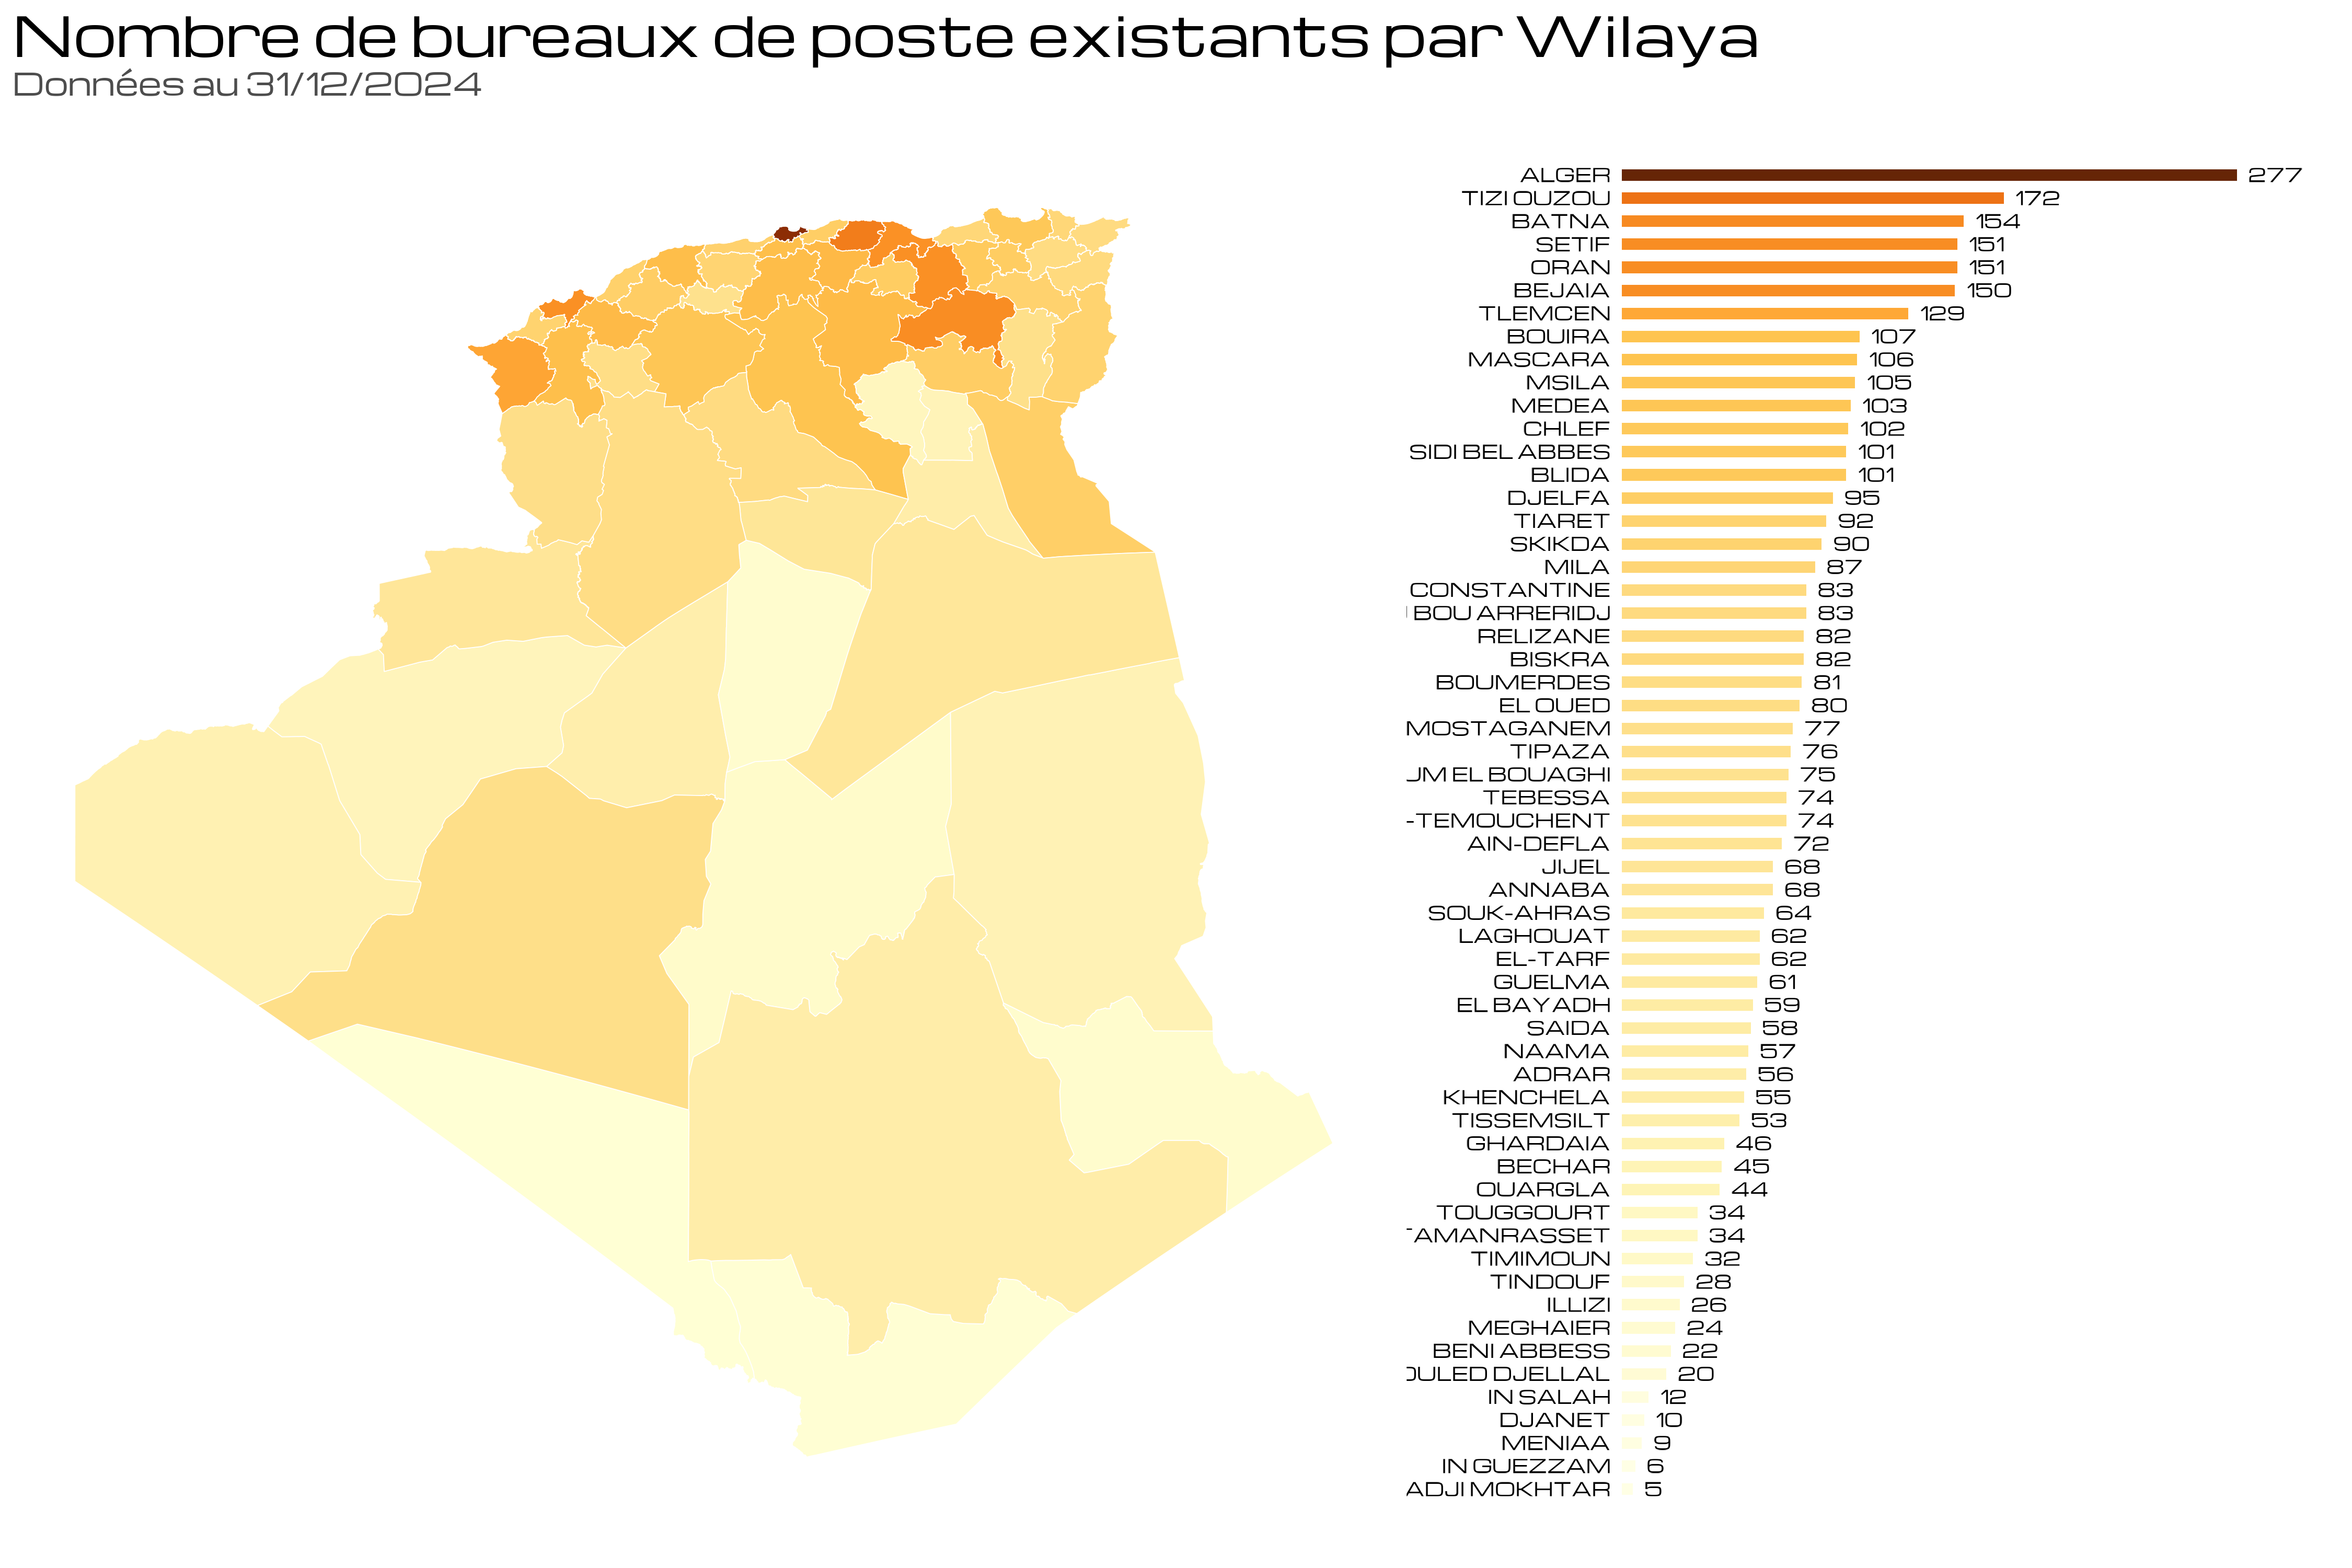 Nombre de bureaux de poste existants par Wilaya
Données au 31/12/2024
ALGER 277
TIZI OUZOU 172
BATNA 154
SETIF 151
ORAN 151
BEJAIA 150
TLEMCEN 129
BOUIRA 107
MASCARA 106
MSILA 105
MEDEA 103
CHLEF 102
SIDI BEL ABBES 101
BLIDA 101
DJELFA 95
TIARET 92
SKIKDA 90
MILA 87
CONSTANTINE 83
BOU ARRERIDJ 83
RELIZANE 82
BISKRA 82
BOUMERDES 81
EL OUED 80
MOSTAGANEM 77
TIPAZA 76
UM EL BOUAGHI 75
TEBESSA 74
-TEMOUCHENT 74
AIN-DEFLA 72
JIJEL 68
ANNABA 68
SOUK-AHRAS 64
LAGHOUAT 62
EL-TARF 62
GUELMA 61
EL BAYADH 59
SAIDA 58
NAAMA 57
ADRAR 56
KHENCHELA 55
TISSEMSILT 53
GHARDAIA 46
BECHAR 45
OUARGLA 44
TOUGGOURT 34
TAMANRASSET 34
TIMIMOUN 32
TINDOUF 28
ILLIZI 26
MEGHAIER 24
BENI ABBESS 22
OULED DJELLAL 20
IN SALAH 12
DJANET 10
MENIAA 9
IN GUEZZAM 6
ADJI MOKHTAR 5